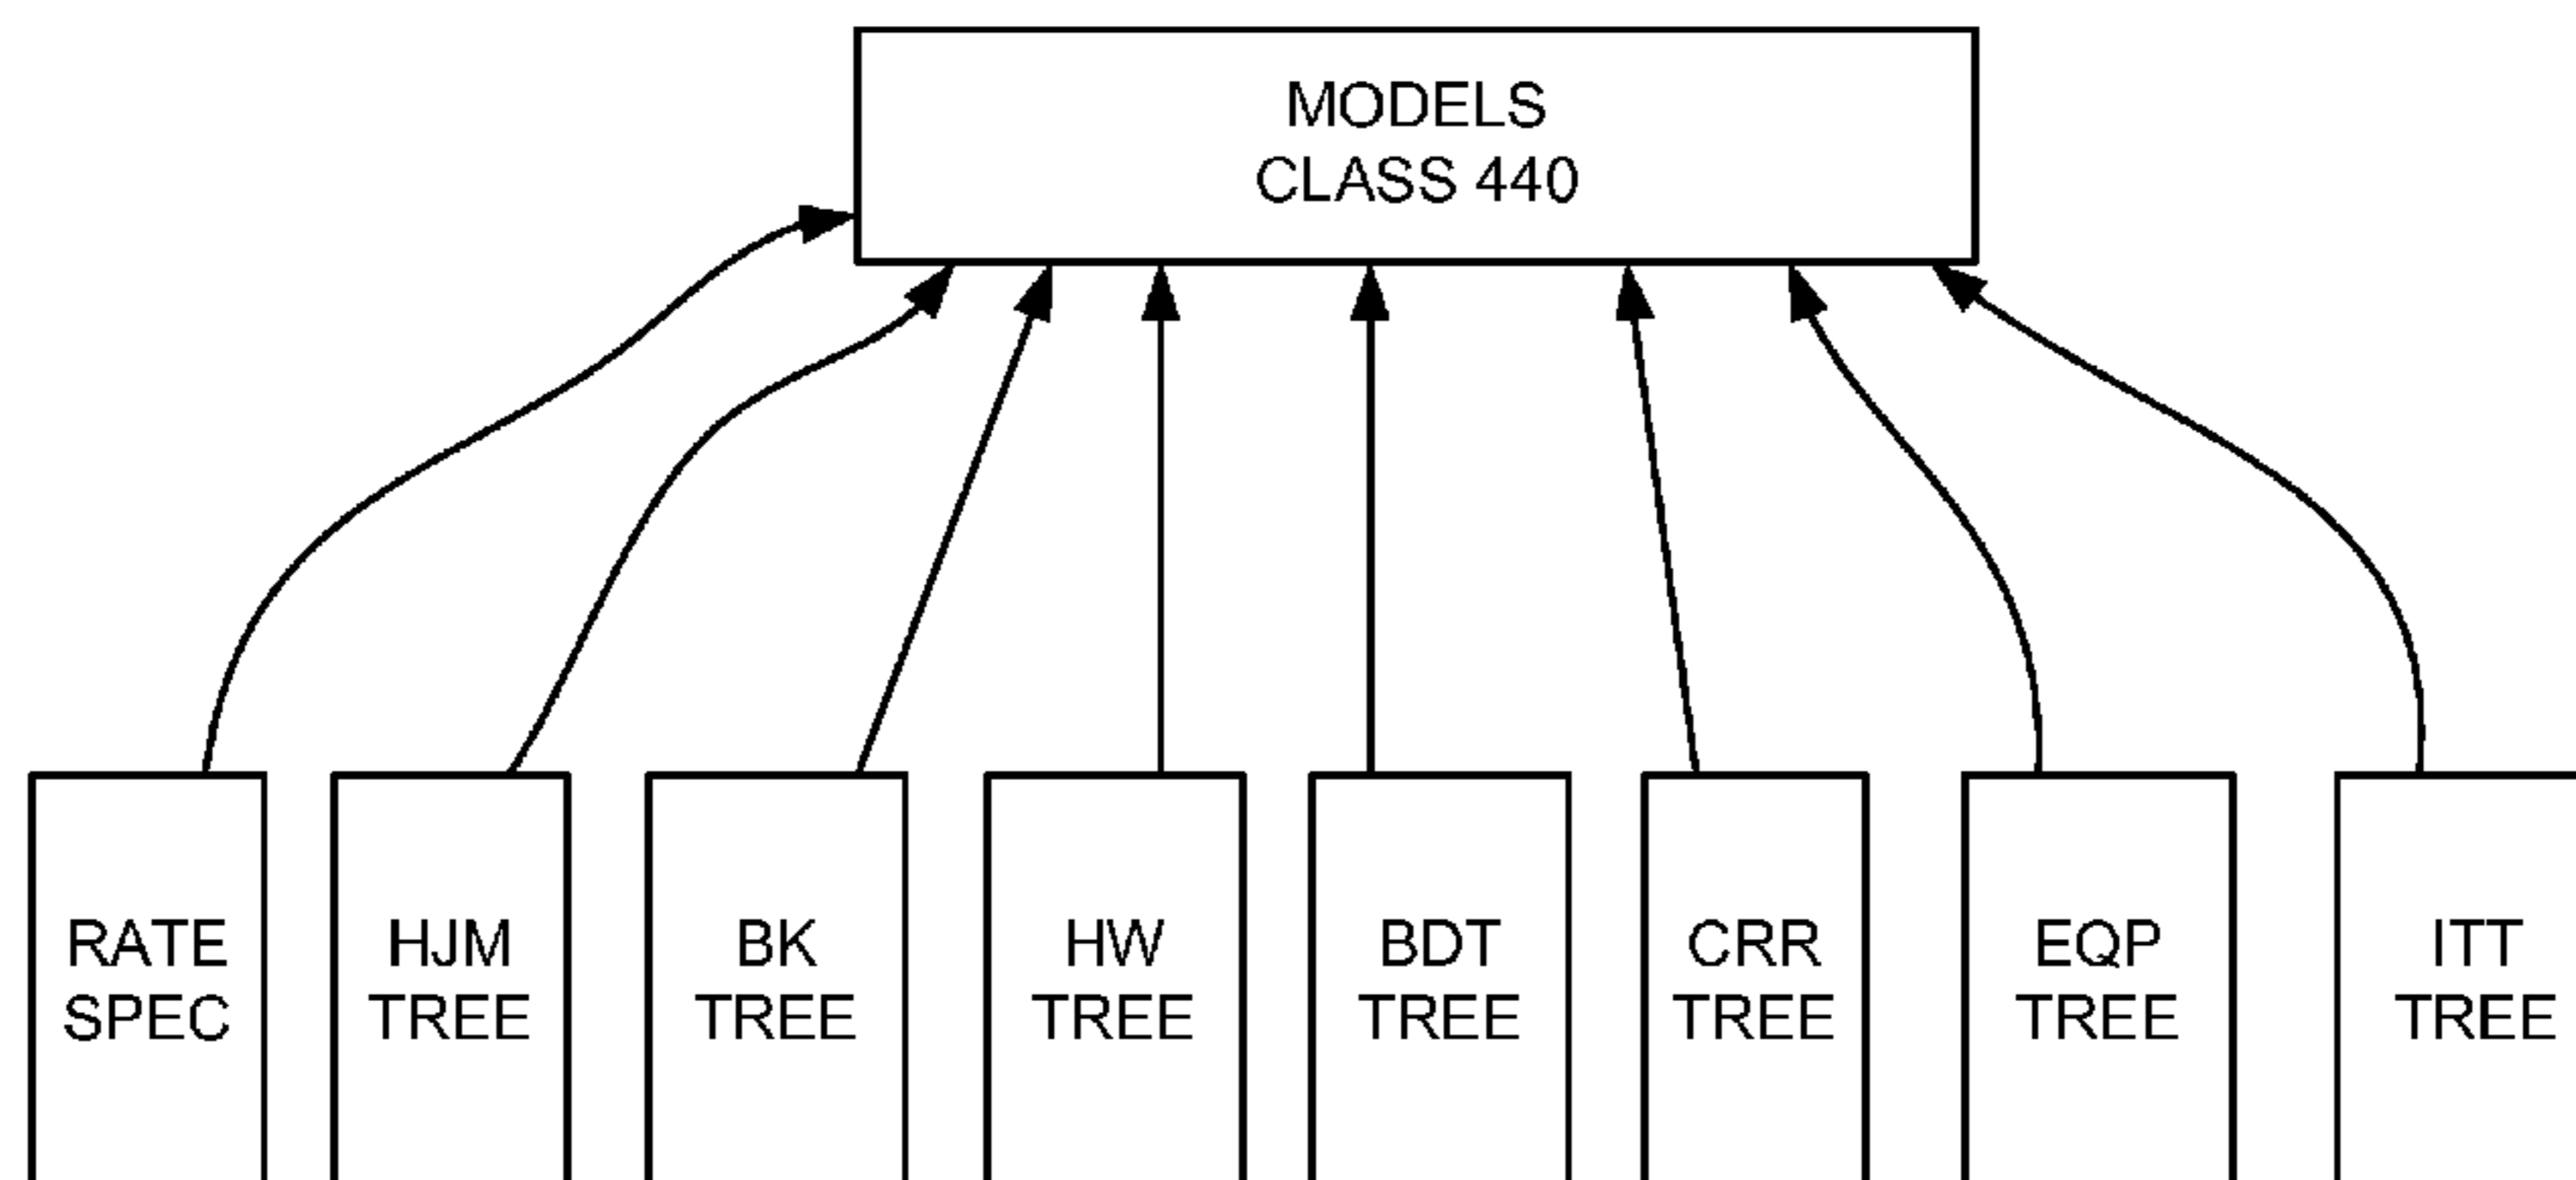 MODELS
CLASS 440
RATE
SPEC
HJM
TREE
BK
TREE
HW
TREE
BDT
TREE
CRR
TREE
EQP
TREE
ITT
TREE